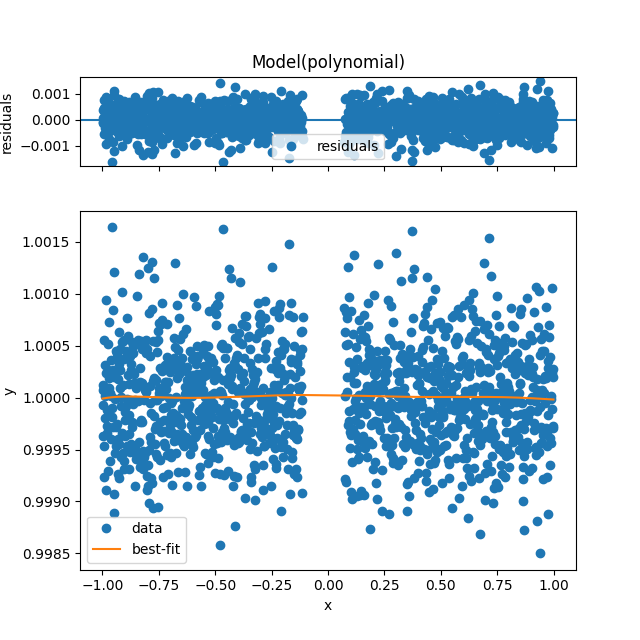 Model(polynomial)
residuals
0.001
0.000
−0.001
residuals
y
1.0015
1.0010
1.0005
1.0000
0.9995
0.9990
0.9985
data
best-fit
−1.00 −0.75 −0.50 −0.25 0.00 0.25 0.50 0.75 1.00
x